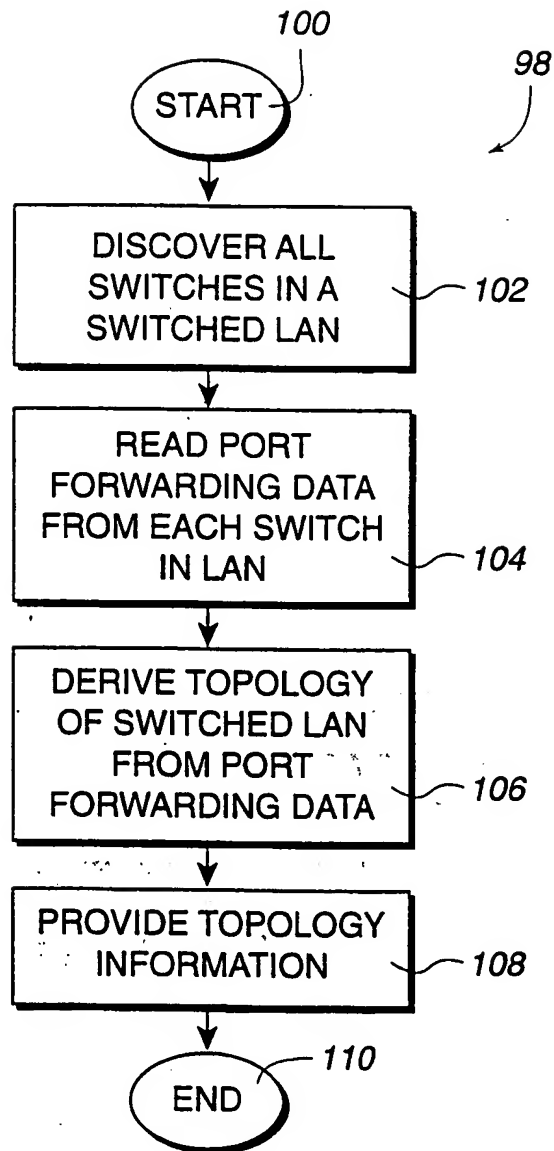 100
98
START
DISCOVER ALL
SWITCHES IN A
SWITCHED LAN
102
READ PORT
FORWARDING DATA
FROM EACH SWITCH
IN LAN
104
DERIVE TOPOLOGY
OF SWITCHED LAN
FROM PORT
FORWARDING DATA
106
PROVIDE TOPOLOGY
INFORMATION
108
110
END